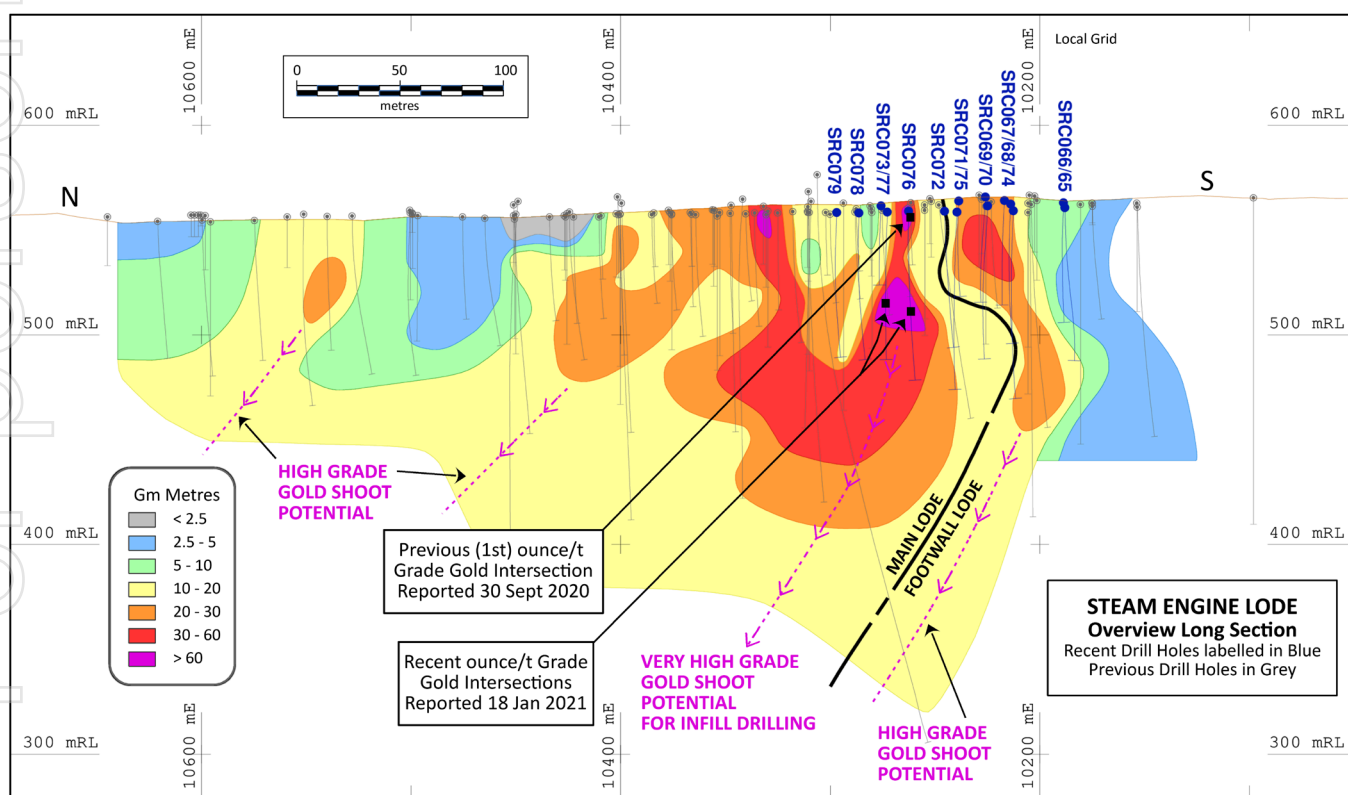 10600 mE
10400 mE
10200 mE
Local Grid
0 50 100
metres
600 mRL
600 mRL
SRC079
SRC078
SRC073/77
SRC076
SRC072
SRC071/75
SRC069/70
SRC067/68/74
SRC066/65
N
S
500 mRL
500 mRL
HIGH GRADE
GOLD SHOOT
POTENTIAL
Gm Metres
< 2.5
2.5 - 5
5 - 10
10 - 20
20 - 30
30 - 60
> 60
400 mRL
400 mRL
Previous (1st) ounce/t
Grade Gold Intersection
Reported 30 Sept 2020
Recent ounce/t Grade
Gold Intersections
Reported 18 Jan 2021
MAIN LODE
FOOTWALL LODE
VERY HIGH GRADE
GOLD SHOOT
POTENTIAL
FOR INFILL DRILLING
HIGH GRADE
GOLD SHOOT
POTENTIAL
STEAM ENGINE LODE
Overview Long Section
Recent Drill Holes labelled in Blue
Previous Drill Holes in Grey
300 mRL
300 mRL
10600 mE
10400 mE
10200 mE